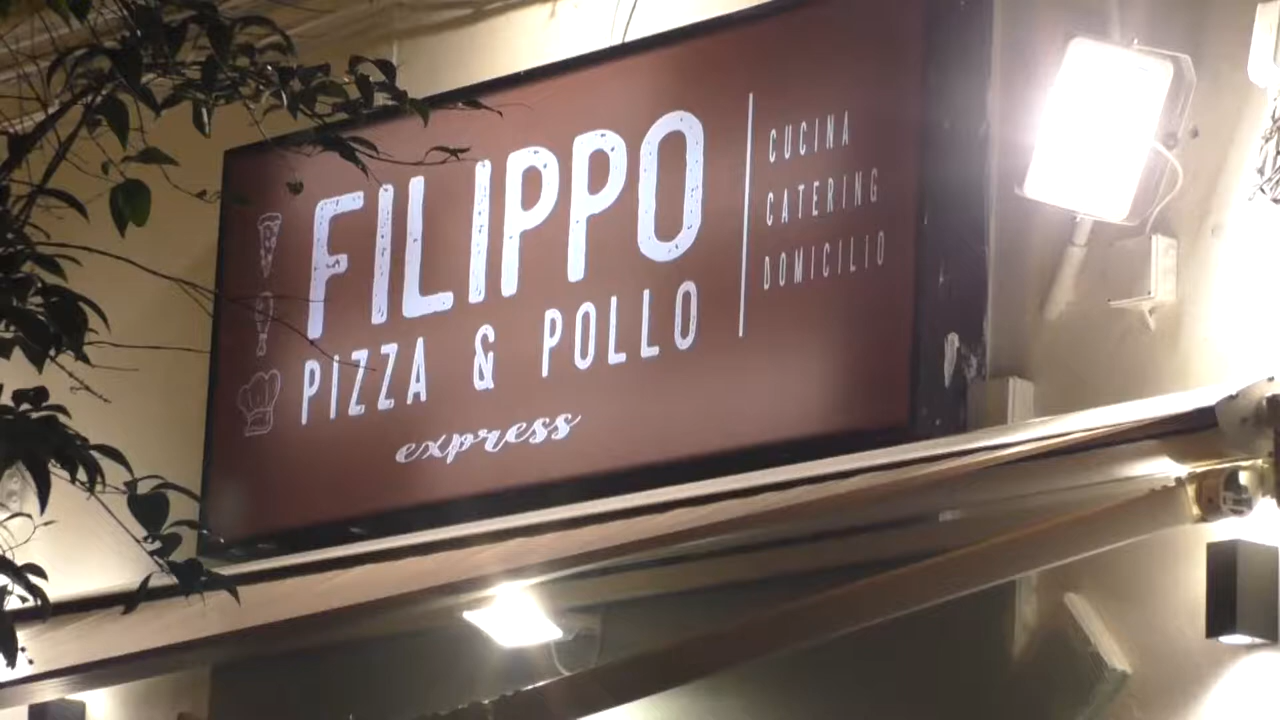 FILIPPO
PIZZA & POLLO
express
CUCINA
CATERING
DOMICILIO